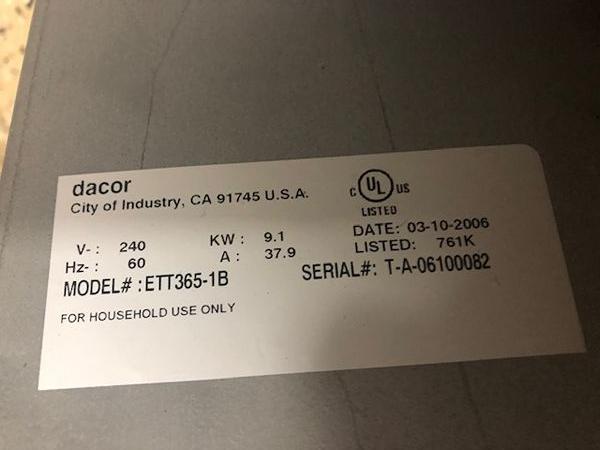 dacor
City of Industry, CA 91745 U.S.A.
C UL US
LISTED
V~ : 240 KW : 9.1 DATE: 03-10-2006
Hz~ : 60 A : 37.9 LISTED: 761K
MODEL# : ETT365-1B SERIAL#: T-A-06100082
FOR HOUSEHOLD USE ONLY